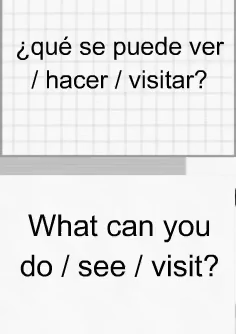 ¿qué se puede ver
/ hacer / visitar?
What can you
do / see / visit?